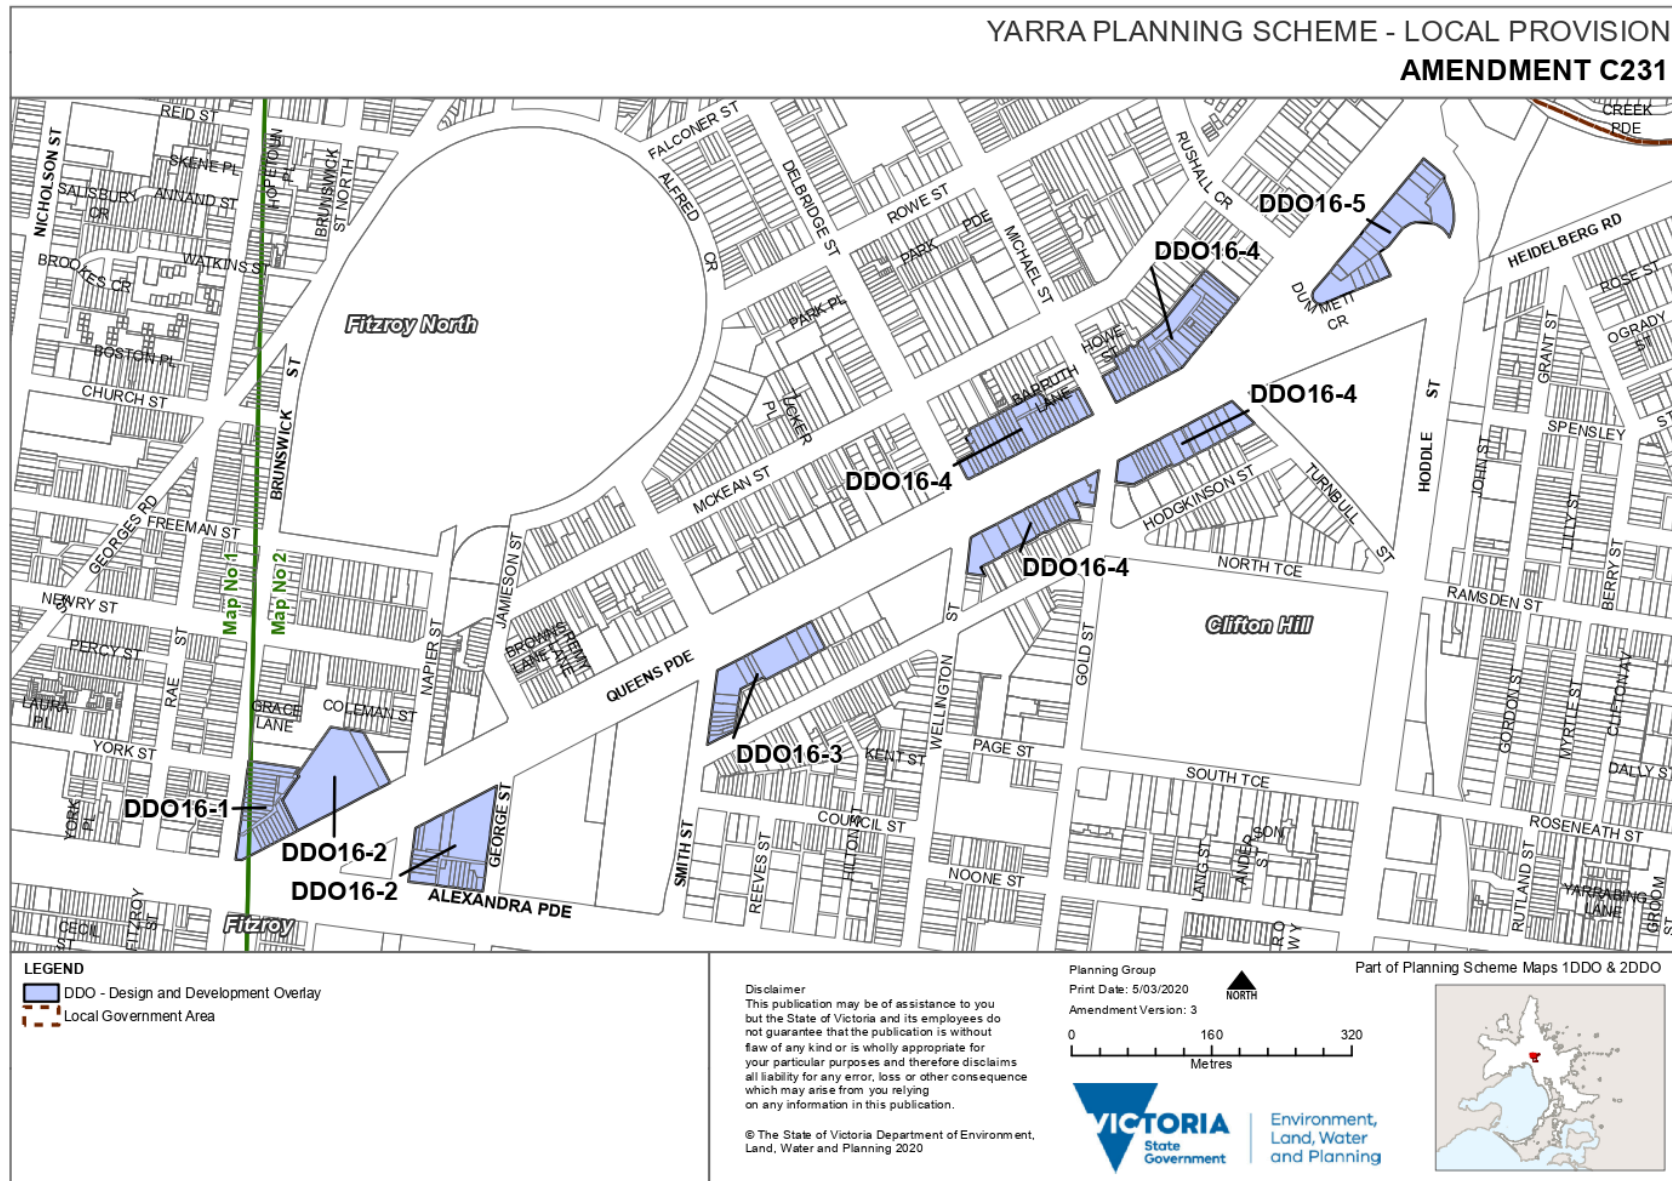 YARRA PLANNING SCHEME - LOCAL PROVISION
AMENDMENT C231
REID ST
SKENE PL
SALISBURY CR
ANNAND ST
NICHOLSON ST
HOPETOUN PL
BRUNSWICK ST NORTH
WATKINS ST
BROOKES CR
BOSTON PL
CHURCH ST
BRUNSWICK ST
GEORGES RD
FREEMAN ST
NEWRY ST
ST
PERCY ST
RAE ST
LAURA PL
YORK ST
YORK PL
GRACE LANE
COLEMAN ST
NAPIER ST
JAMIESON ST
BROWNS LANE
REMY LANE
Map No 1
Map No 2
Fitzroy North
FALCONER ST
ALFRED CR
DELBRIDGE ST
ROWE ST
PARK PDE
MICHAEL ST
RUSHALL CR
PARK PL
TUCKER PL
MCKEAN ST
HOWE ST
BARRUTH LANE
CREEK PDE
HEIDELBERG RD
ROSE ST
OGRADY ST
GRANT ST
DUMMETT CR
DDO16-5
DDO16-4
DDO16-4
DDO16-4
DDO16-4
HODDLE ST
SPENSLEY ST
JOHN ST
LILLY ST
BERRY ST
TURNBULL ST
HODGKINSON ST
NORTH TCE
RAMSDEN ST
Clifton Hill
GOLD ST
WELLINGTON ST
QUEENS PDE
DDO16-3
KENT ST
PAGE ST
SOUTH TCE
GORDON ST
MYRTLE ST
CLIFTON AV
DALLY ST
DDO16-1
DDO16-2
DDO16-2
GEORGE ST
ALEXANDRA PDE
SMITH ST
REEVES ST
HILTON ST
COUNCIL ST
NOONE ST
LANG ST
ANDERSON ST
ROSENEATH ST
RUTLAND ST
YARRABING LANE
GROOM ST
RO WY
CECIL ST
FITZROY ST
Fitzroy
LEGEND
DDO - Design and Development Overlay
Local Government Area
Disclaimer
This publication may be of assistance to you
but the State of Victoria and its employees do
not guarantee that the publication is without
flaw of any kind or is wholly appropriate for
your particular purposes and therefore disclaims
all liability for any error, loss or other consequence
which may arise from you relying
on any information in this publication.
© The State of Victoria Department of Environment,
Land, Water and Planning 2020
Planning Group
Print Date: 5/03/2020
Amendment Version: 3
NORTH
0 160 320
Metres
VICTORIA
State
Government
Environment,
Land, Water
and Planning
Part of Planning Scheme Maps 1DDO & 2DDO